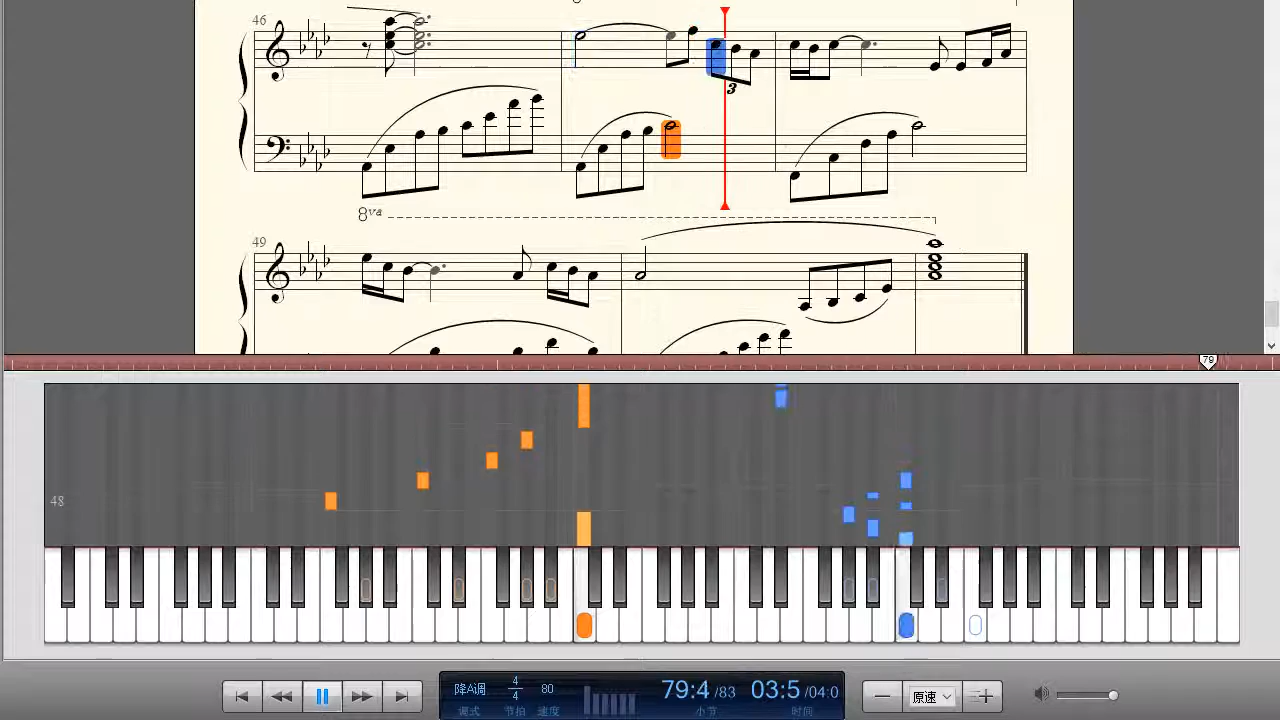 46
3
8va
49
79
48
降A调
4
4
80
79:4 /83
03:5 /04:0
原速
调式
节拍
速度
小节
时间